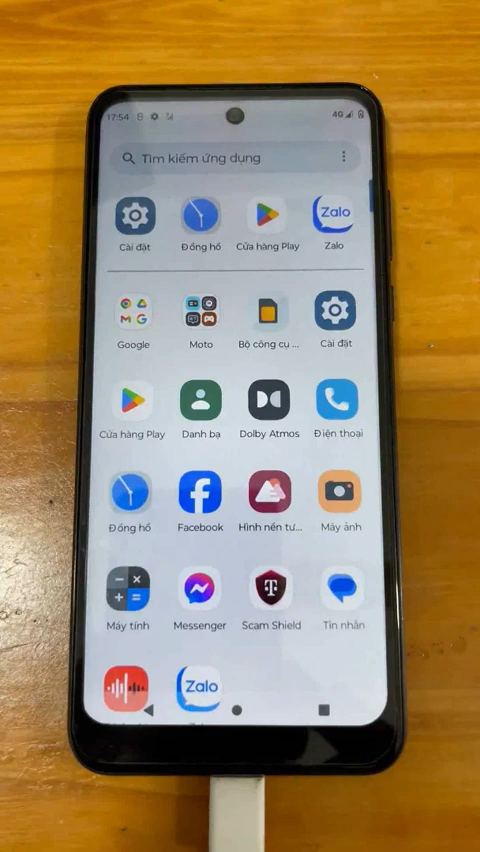 17:54
4G
Tìm kiếm ứng dụng
Zalo
Cài đặt
Đồng hồ
Cửa hàng Play
Zalo
Google
Moto
Bộ công cụ ...
Cài đặt
Cửa hàng Play
Danh bạ
Dolby Atmos
Điện thoại
Đồng hồ
Facebook
Hình nền tư...
Máy ảnh
Máy tính
Messenger
Scam Shield
Tin nhắn
Zalo